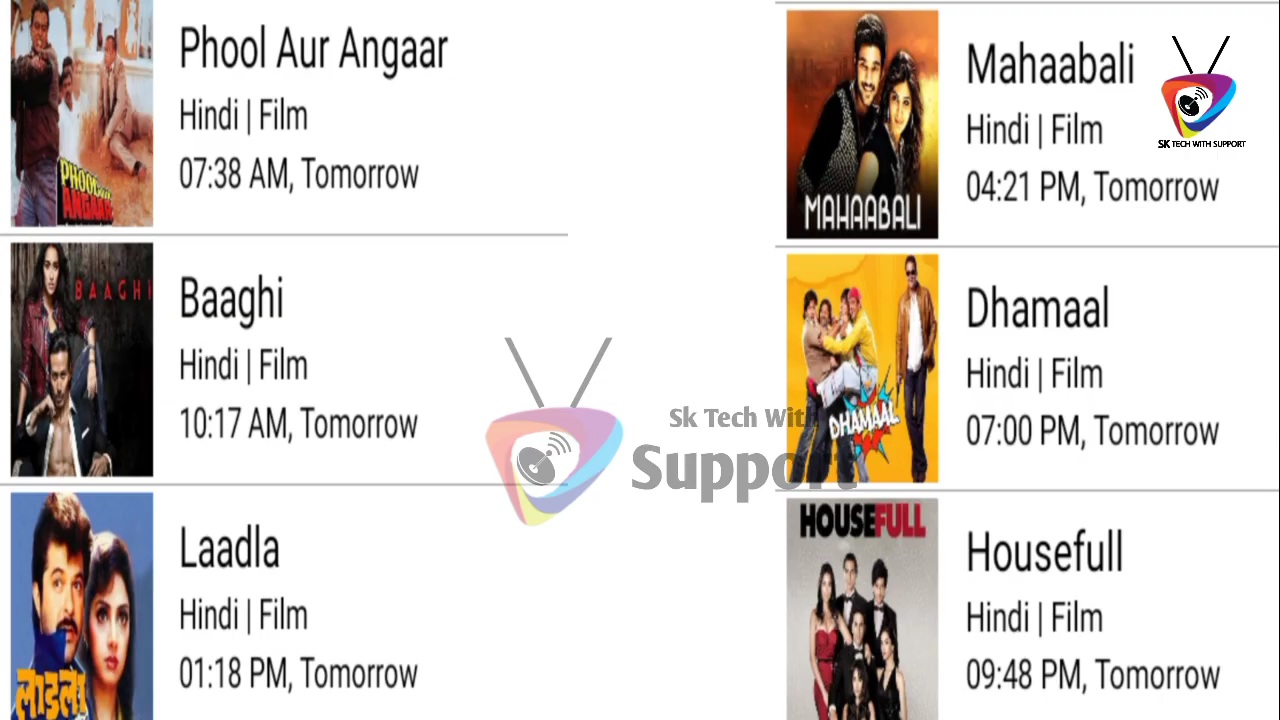 Phool Aur Angaar
Hindi | Film
07:38 AM, Tomorrow
PHOOL
ANGAAR
Baaghi
Hindi | Film
10:17 AM, Tomorrow
BAAGHI
Laadla
Hindi | Film
01:18 PM, Tomorrow
लाडला
Sk Tech With
Support
Mahaabali
Hindi | Film
04:21 PM, Tomorrow
MAHAABALI
SK TECH WITH SUPPORT
Dhamaal
Hindi | Film
07:00 PM, Tomorrow
DHAMAAL
Housefull
Hindi | Film
09:48 PM, Tomorrow
HOUSEFULL